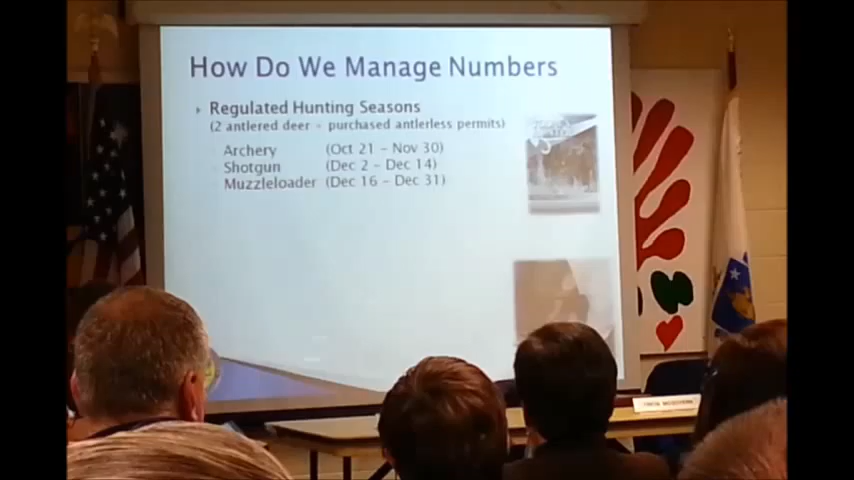 How Do We Manage Numbers
Regulated Hunting Seasons
(2 antlered deer - purchased antlerless permits)
Archery (Oct 21 - Nov 30)
Shotgun (Dec 2 - Dec 14)
Muzzleloader (Dec 16 - Dec 31)